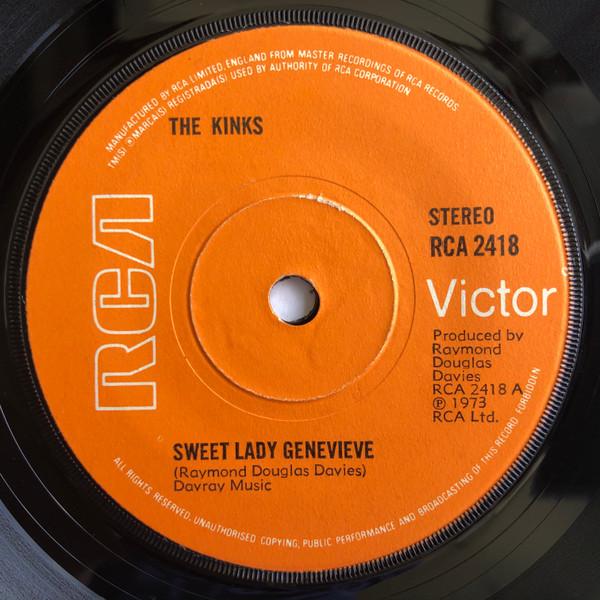 MANUFACTURED BY RCA LIMITED ENGLAND FROM MASTER RECORDINGS OF RCA RECORDS
TM(S) ® MARCA(S) REGISTRADA(S) USED BY AUTHORITY OF RCA CORPORATION
THE KINKS
RCA
STEREO
RCA 2418
Victor
Produced by
Raymond
Douglas
Davies
RCA 2418 A
℗ 1973
RCA Ltd.
SWEET LADY GENEVIEVE
(Raymond Douglas Davies)
Davray Music
ALL RIGHTS RESERVED. UNAUTHORISED COPYING, PUBLIC PERFORMANCE AND BROADCASTING OF THIS RECORD FORBIDDEN